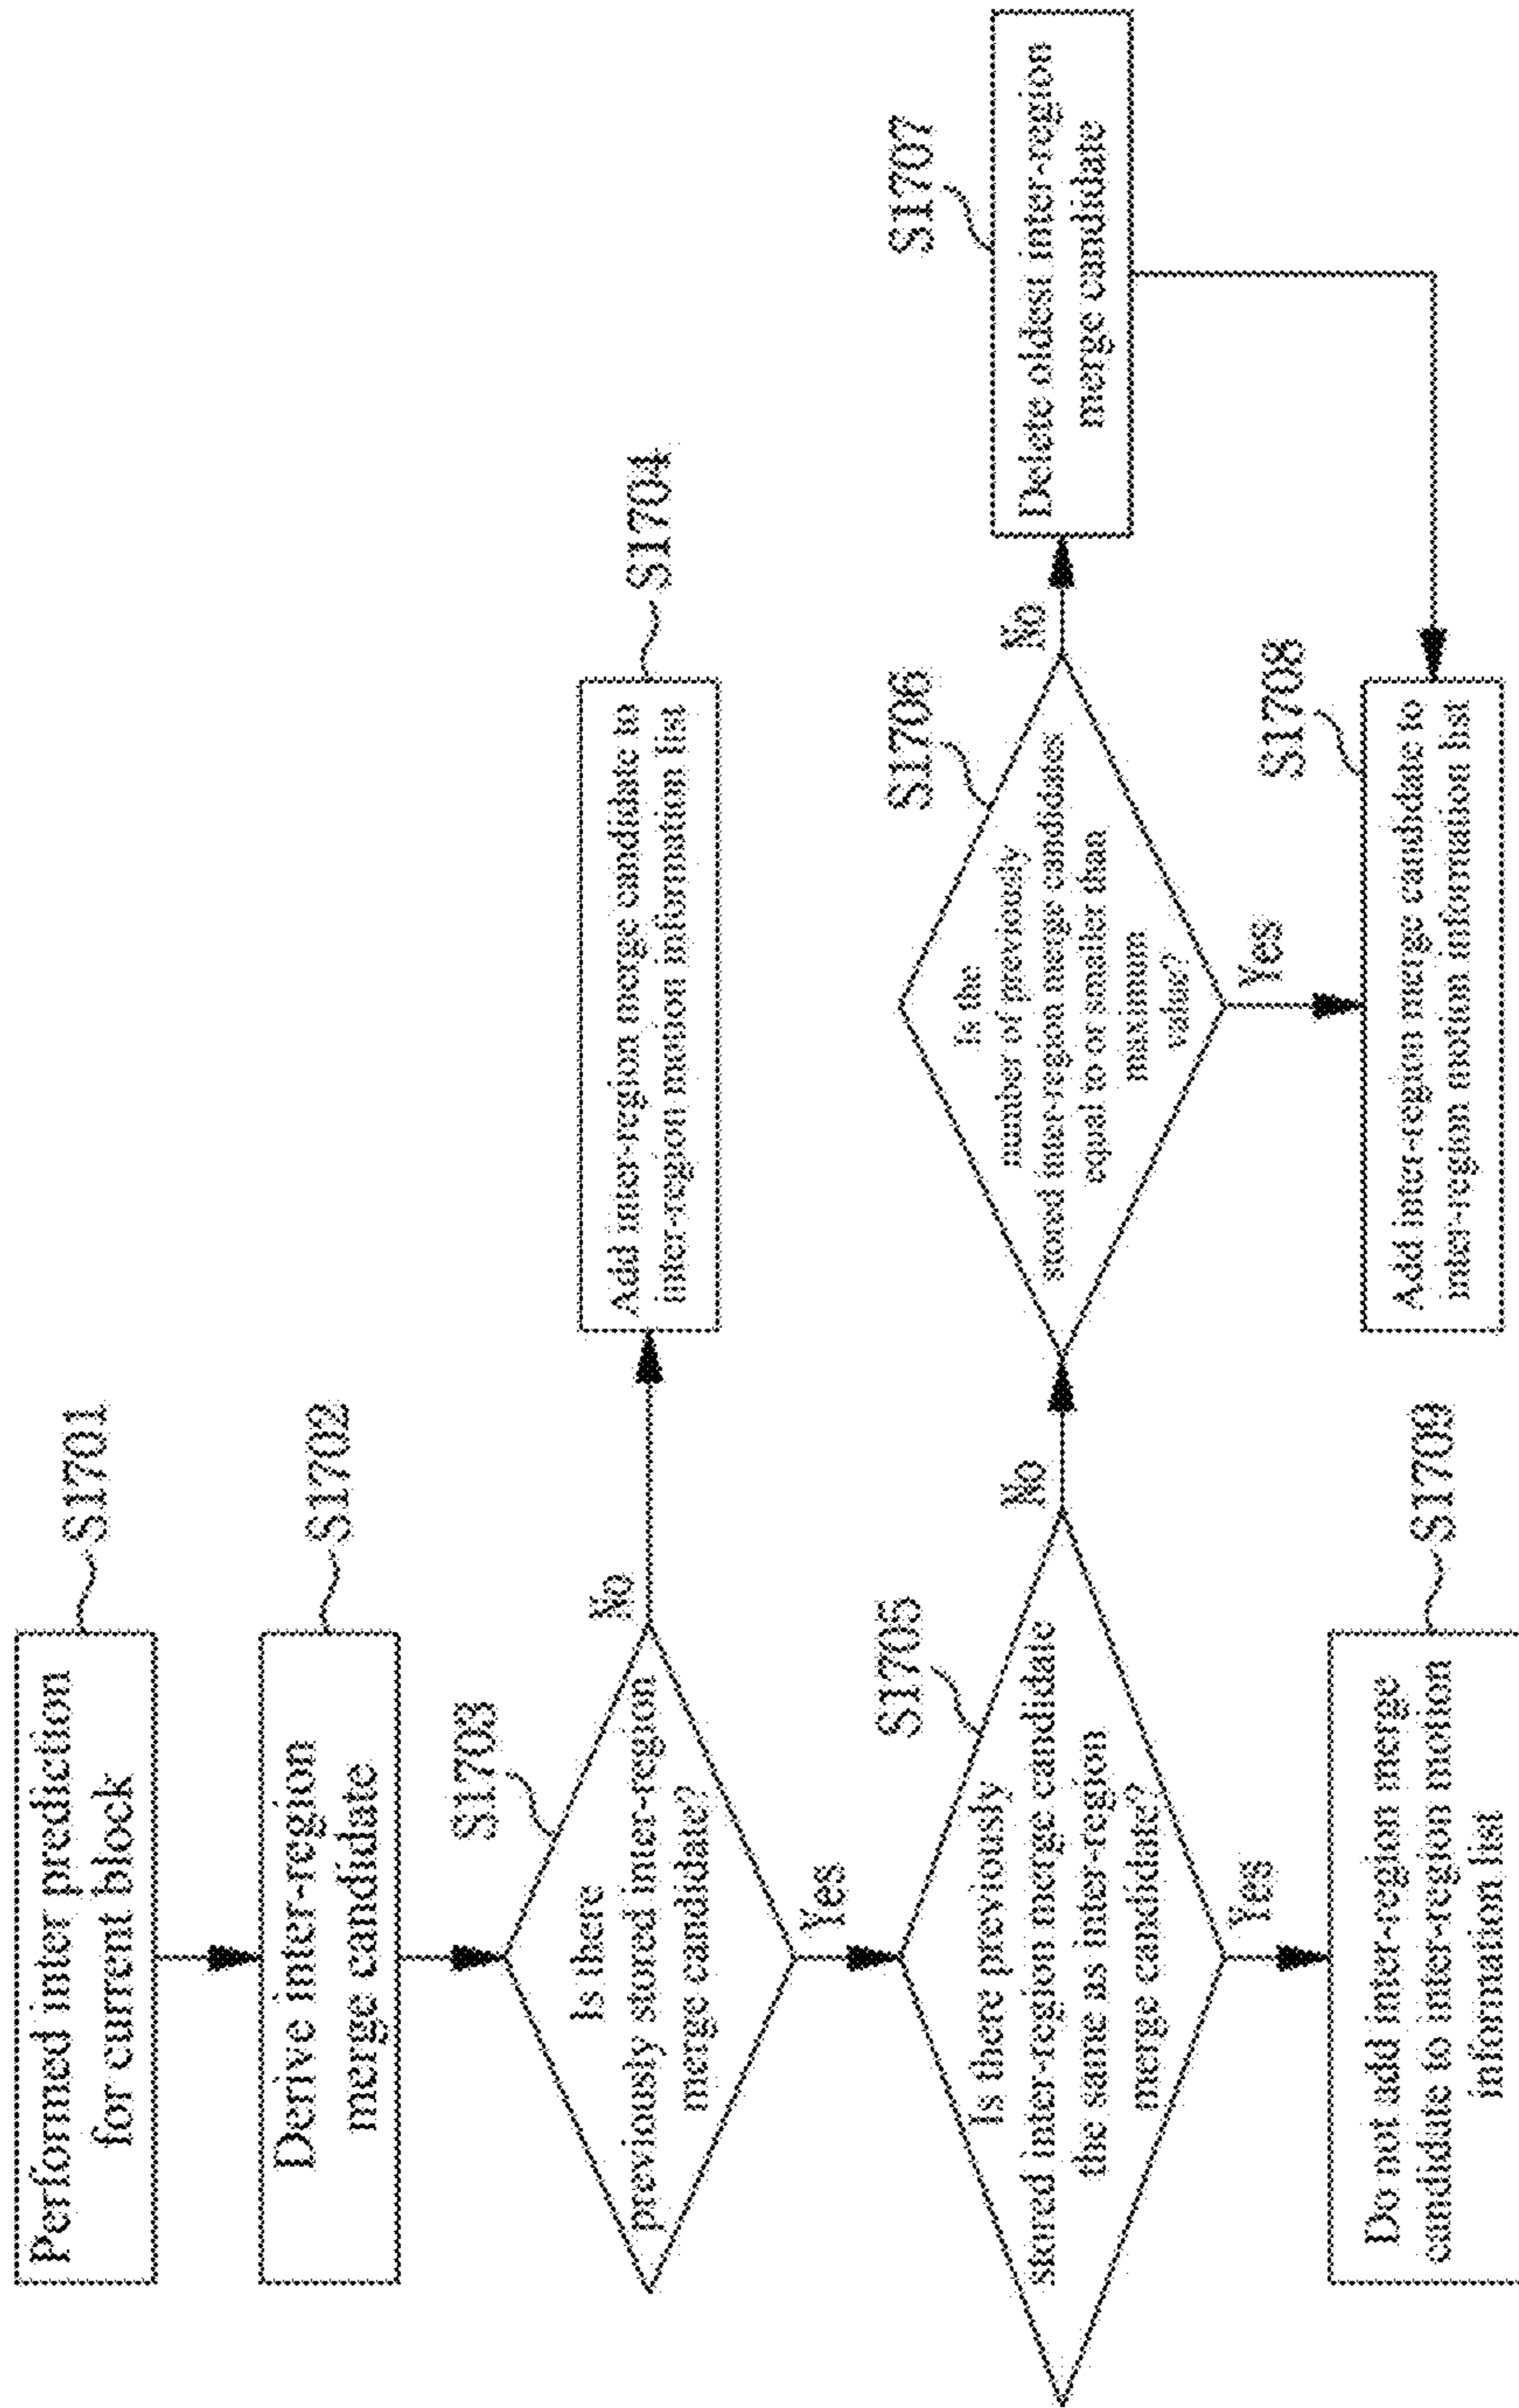 Performed inter prediction
for current block
S1701
Derive inter-region
merge candidate
S1702
Is there
previously stored inter-region
merge candidate?
S1703
No
Add inter-region merge candidate to
inter-region motion information list
S1704
Yes
Is there previously
stored inter-region merge candidate
the same as inter-region
merge candidate?
S1705
No
Is the
number of previously
stored inter-region merge candidates
equal to or smaller than
maximum
value?
S1706
No
Delete oldest inter-region
merge candidate
S1707
Yes
Add inter-region merge candidate to
inter-region motion information list
S1708
Yes
Do not add inter-region merge
candidate to inter-region motion
information list
S1709